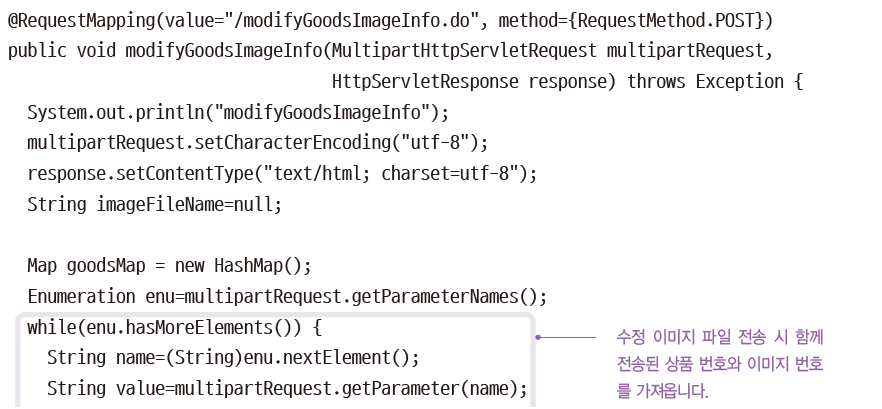 @RequestMapping(value="/modifyGoodsImageInfo.do", method={RequestMethod.POST})
public void modifyGoodsImageInfo(MultipartHttpServletRequest multipartRequest,
HttpServletResponse response) throws Exception {
System.out.println("modifyGoodsImageInfo");
multipartRequest.setCharacterEncoding("utf-8");
response.setContentType("text/html; charset=utf-8");
String imageFileName=null;
Map goodsMap = new HashMap();
Enumeration enu=multipartRequest.getParameterNames();
while(enu.hasMoreElements()) {
String name=(String)enu.nextElement();
String value=multipartRequest.getParameter(name);
수정 이미지 파일 전송 시 함께
전송된 상품 번호와 이미지 번호
를 가져옵니다.